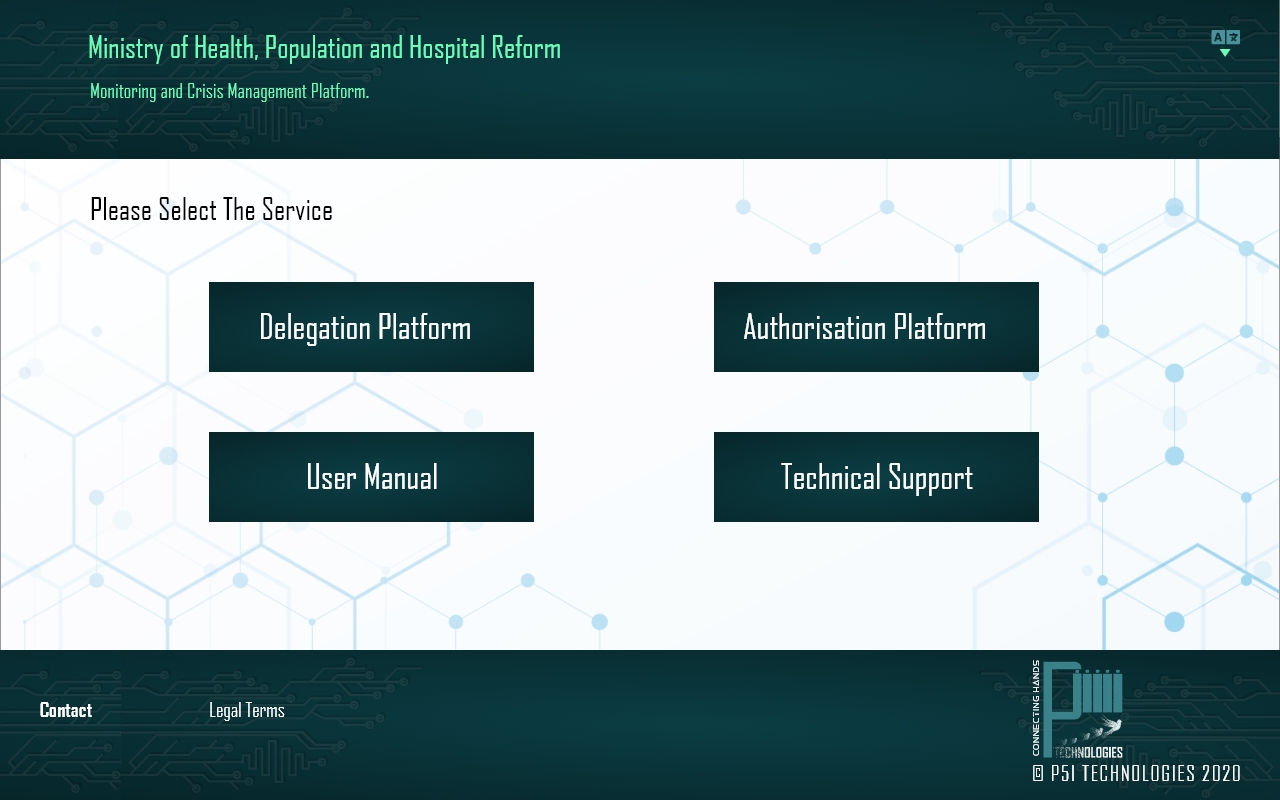 Ministry of Health, Population and Hospital Reform
Monitoring and Crisis Management Platform.
A
Please Select The Service
Delegation Platform
Authorisation Platform
User Manual
Technical Support
Contact
Legal Terms
CONNECTING HANDS
TECHNOLOGIES
© P5I TECHNOLOGIES 2020